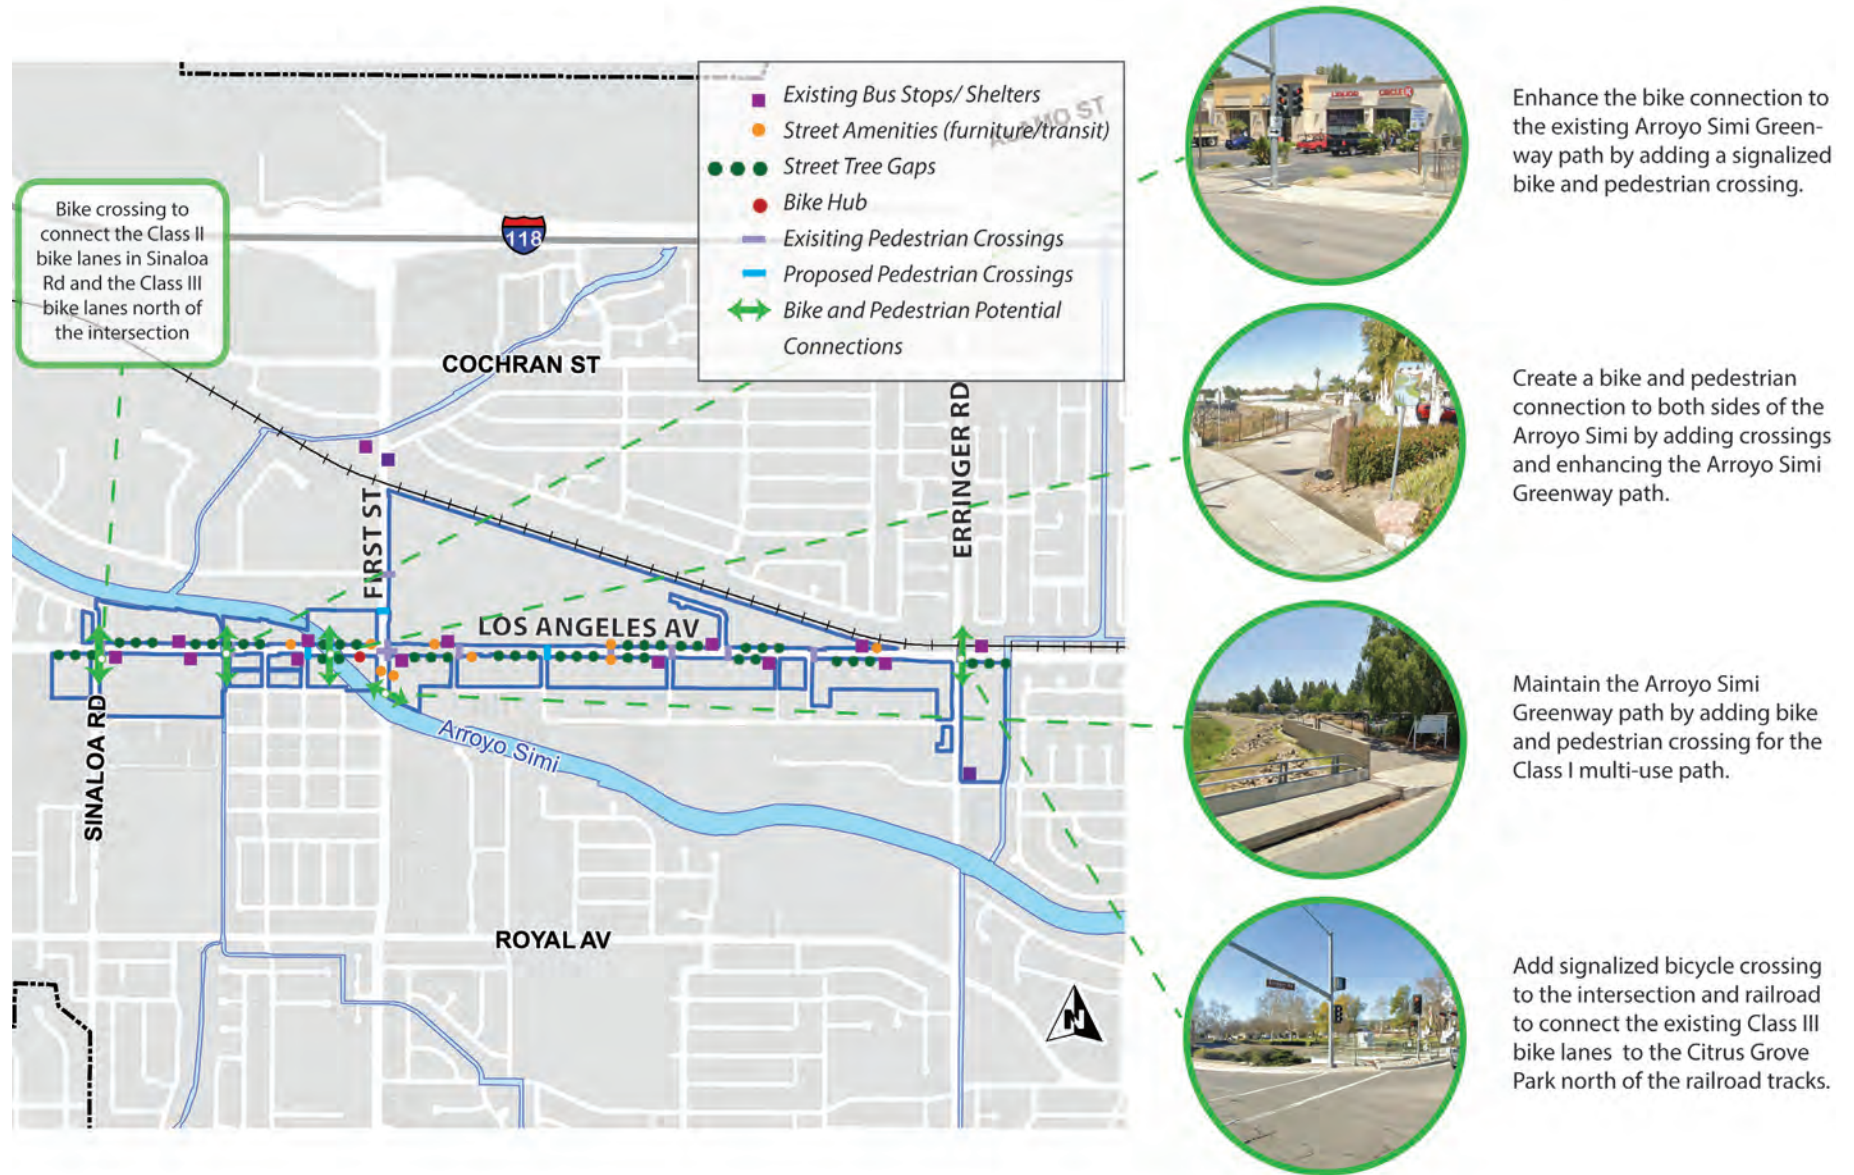 Existing Bus Stops/ Shelters
Street Amenities (furniture/transit)
Street Tree Gaps
Bike Hub
Exisiting Pedestrian Crossings
Proposed Pedestrian Crossings
Bike and Pedestrian Potential
Connections
ALAMO ST
Bike crossing to
connect the Class II
bike lanes in Sinaloa
Rd and the Class III
bike lanes north of
the intersection
118
COCHRAN ST
FIRST ST
ERRINGER RD
LOS ANGELES AV
SINALOA RD
Arroyo Simi
ROYAL AV
N
LIQUOR
CIRCLE K
Enhance the bike connection to
the existing Arroyo Simi Green-
way path by adding a signalized
bike and pedestrian crossing.
Create a bike and pedestrian
connection to both sides of the
Arroyo Simi by adding crossings
and enhancing the Arroyo Simi
Greenway path.
Maintain the Arroyo Simi
Greenway path by adding bike
and pedestrian crossing for the
Class I multi-use path.
Add signalized bicycle crossing
to the intersection and railroad
to connect the existing Class III
bike lanes to the Citrus Grove
Park north of the railroad tracks.